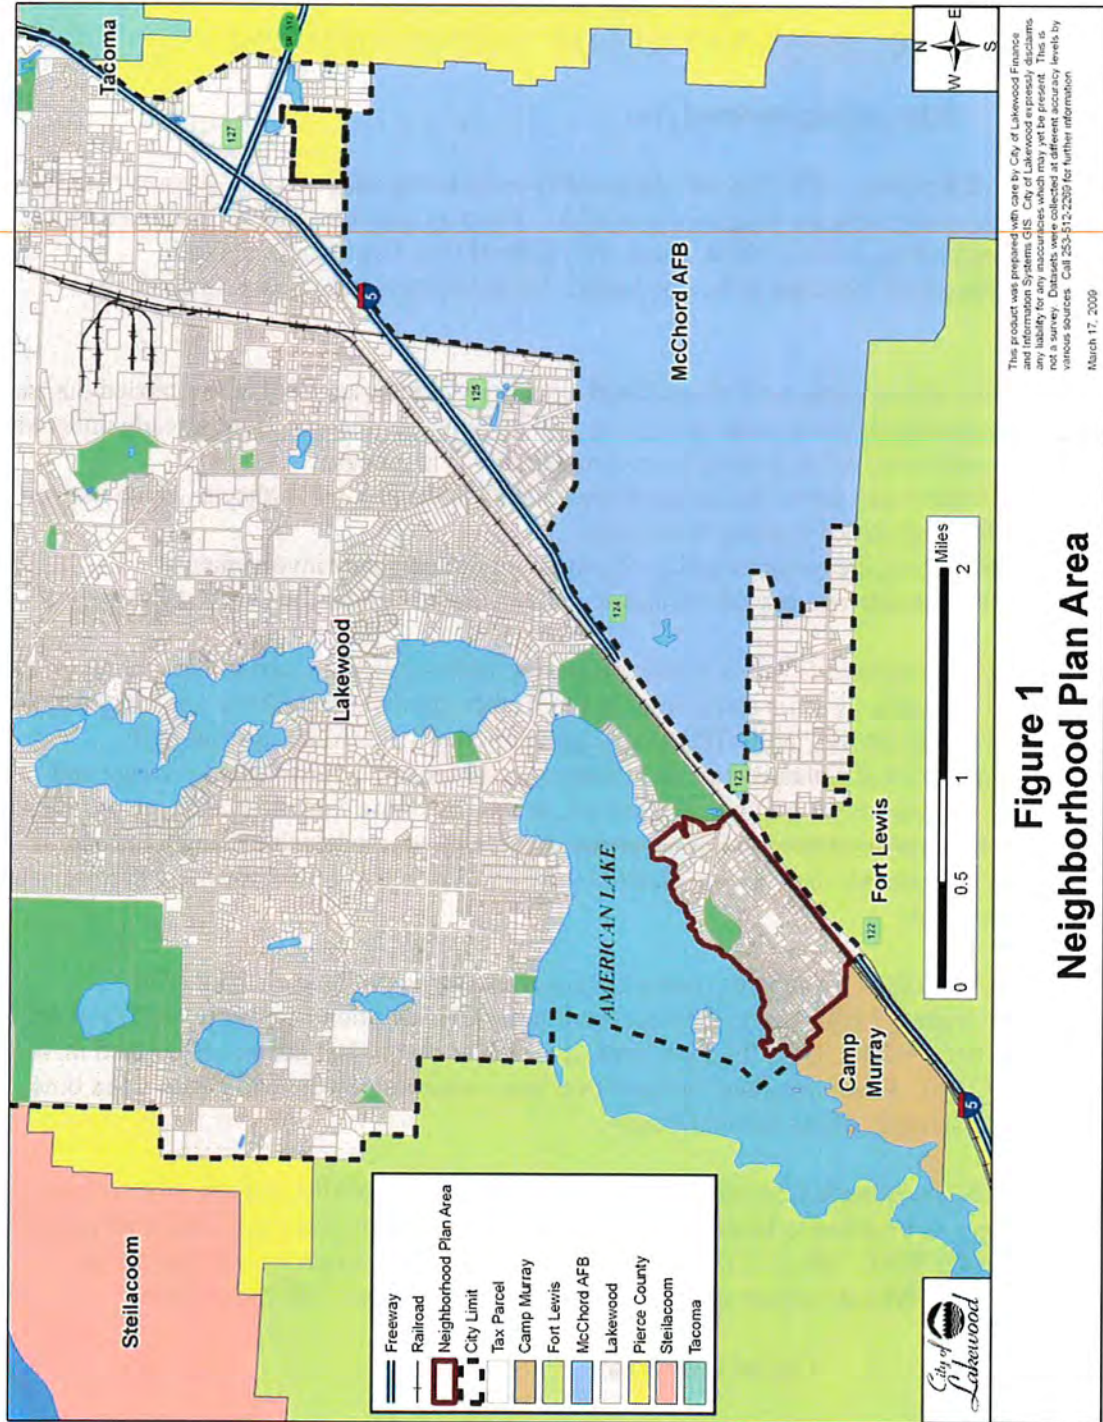 Tacoma
SR 512
127
5
125
McChord AFB
Lakewood
124
123
AMERICAN LAKE
Fort Lewis
122
Camp
Murray
5
Steilacoom
N
W
E
S
0
0.5
1
2
Miles
Freeway
Railroad
Neighborhood Plan Area
City Limit
Tax Parcel
Camp Murray
Fort Lewis
McChord AFB
Lakewood
Pierce County
Steilacoom
Tacoma
City of
Lakewood
Figure 1
Neighborhood Plan Area
This product was prepared with care by City of Lakewood Finance
and Information Systems GIS. City of Lakewood expressly disclaims
any liability for any inaccuracies which may yet be present. This is
not a survey. Datasets were collected at different accuracy levels by
various sources. Call 253-512-2269 for further information
March 17, 2009